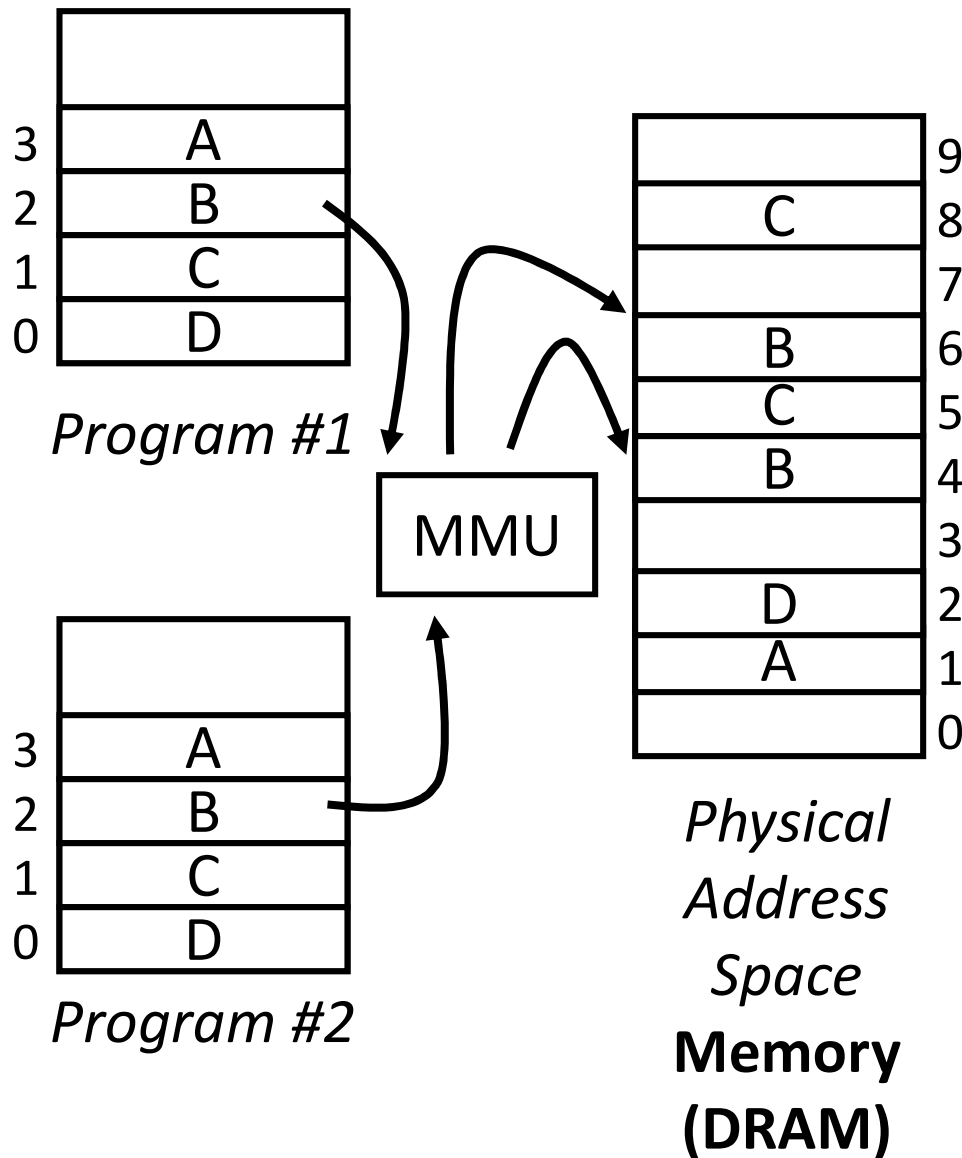 3 A
2 B
1 C
0 D
Program #1
MMU
3 A
2 B
1 C
0 D
Program #2
9
C 8
7
B 6
C 5
B 4
3
D 2
A 1
0
Physical
Address
Space
Memory
(DRAM)